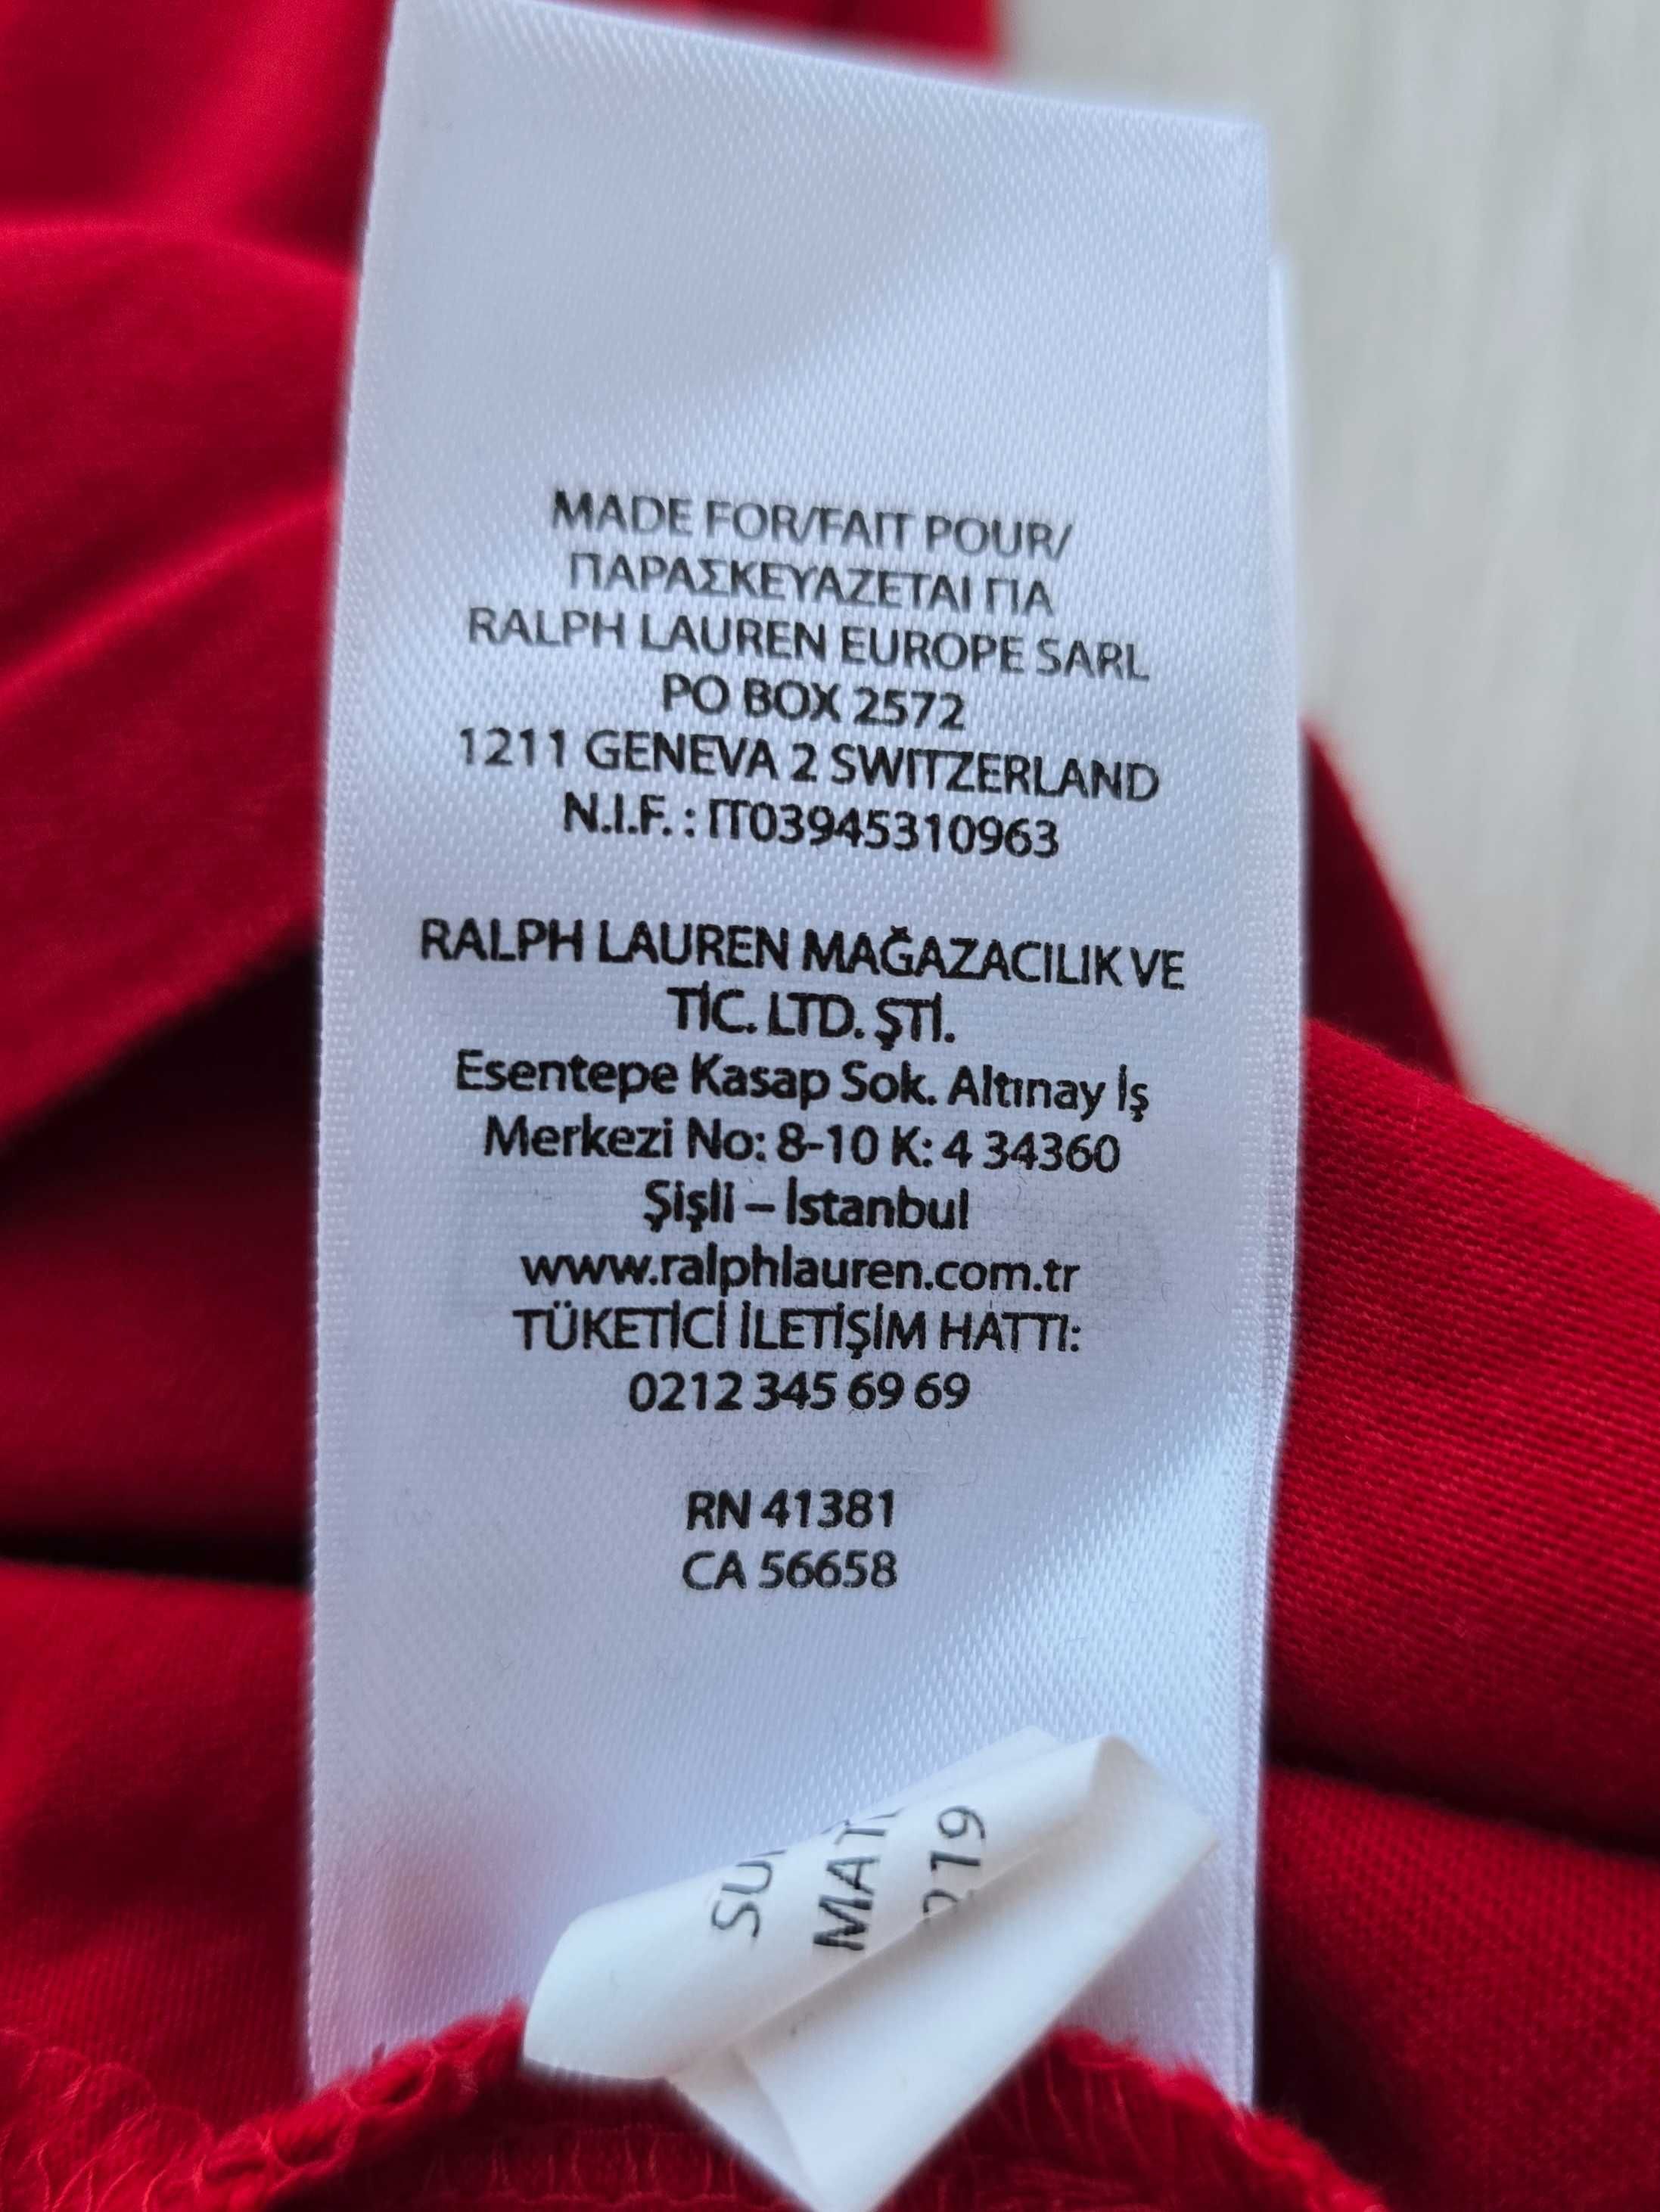 MADE FOR/FAIT POUR/
ΠΑΡΑΣΚΕΥΑΖΕΤΑΙ ΓΙΑ
RALPH LAUREN EUROPE SARL
PO BOX 2572
1211 GENEVA 2 SWITZERLAND
N.I.F. : IT03945310963
RALPH LAUREN MAĞAZACILIK VE
TİC. LTD. ŞTİ.
Esentepe Kasap Sok. Altınay İş
Merkezi No: 8-10 K: 4 34360
Şişli – İstanbul
www.ralphlauren.com.tr
TÜKETİCİ İLETİŞİM HATTI:
0212 345 69 69
RN 41381
CA 56658